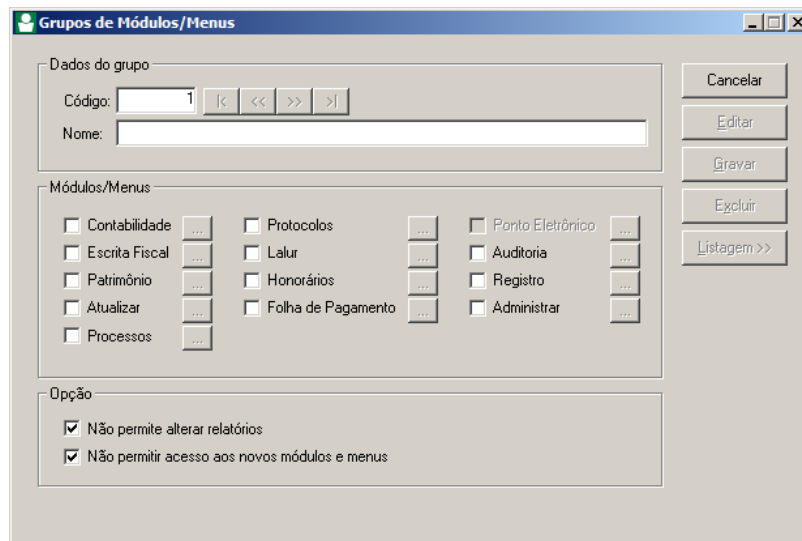 Grupos de Módulos/Menus
Dados do grupo
Código: 1 |< << >> >|
Nome:
Cancelar
Editar
Gravar
Excluir
Listagem >>
Módulos/Menus
Contabilidade ... Protocolos ... Ponto Eletrônico ...
Escrita Fiscal ... Lalur ... Auditoria ...
Patrimônio ... Honorários ... Registro ...
Atualizar ... Folha de Pagamento ... Administrar ...
Processos ...
Opção
Não permite alterar relatórios
Não permitir acesso aos novos módulos e menus